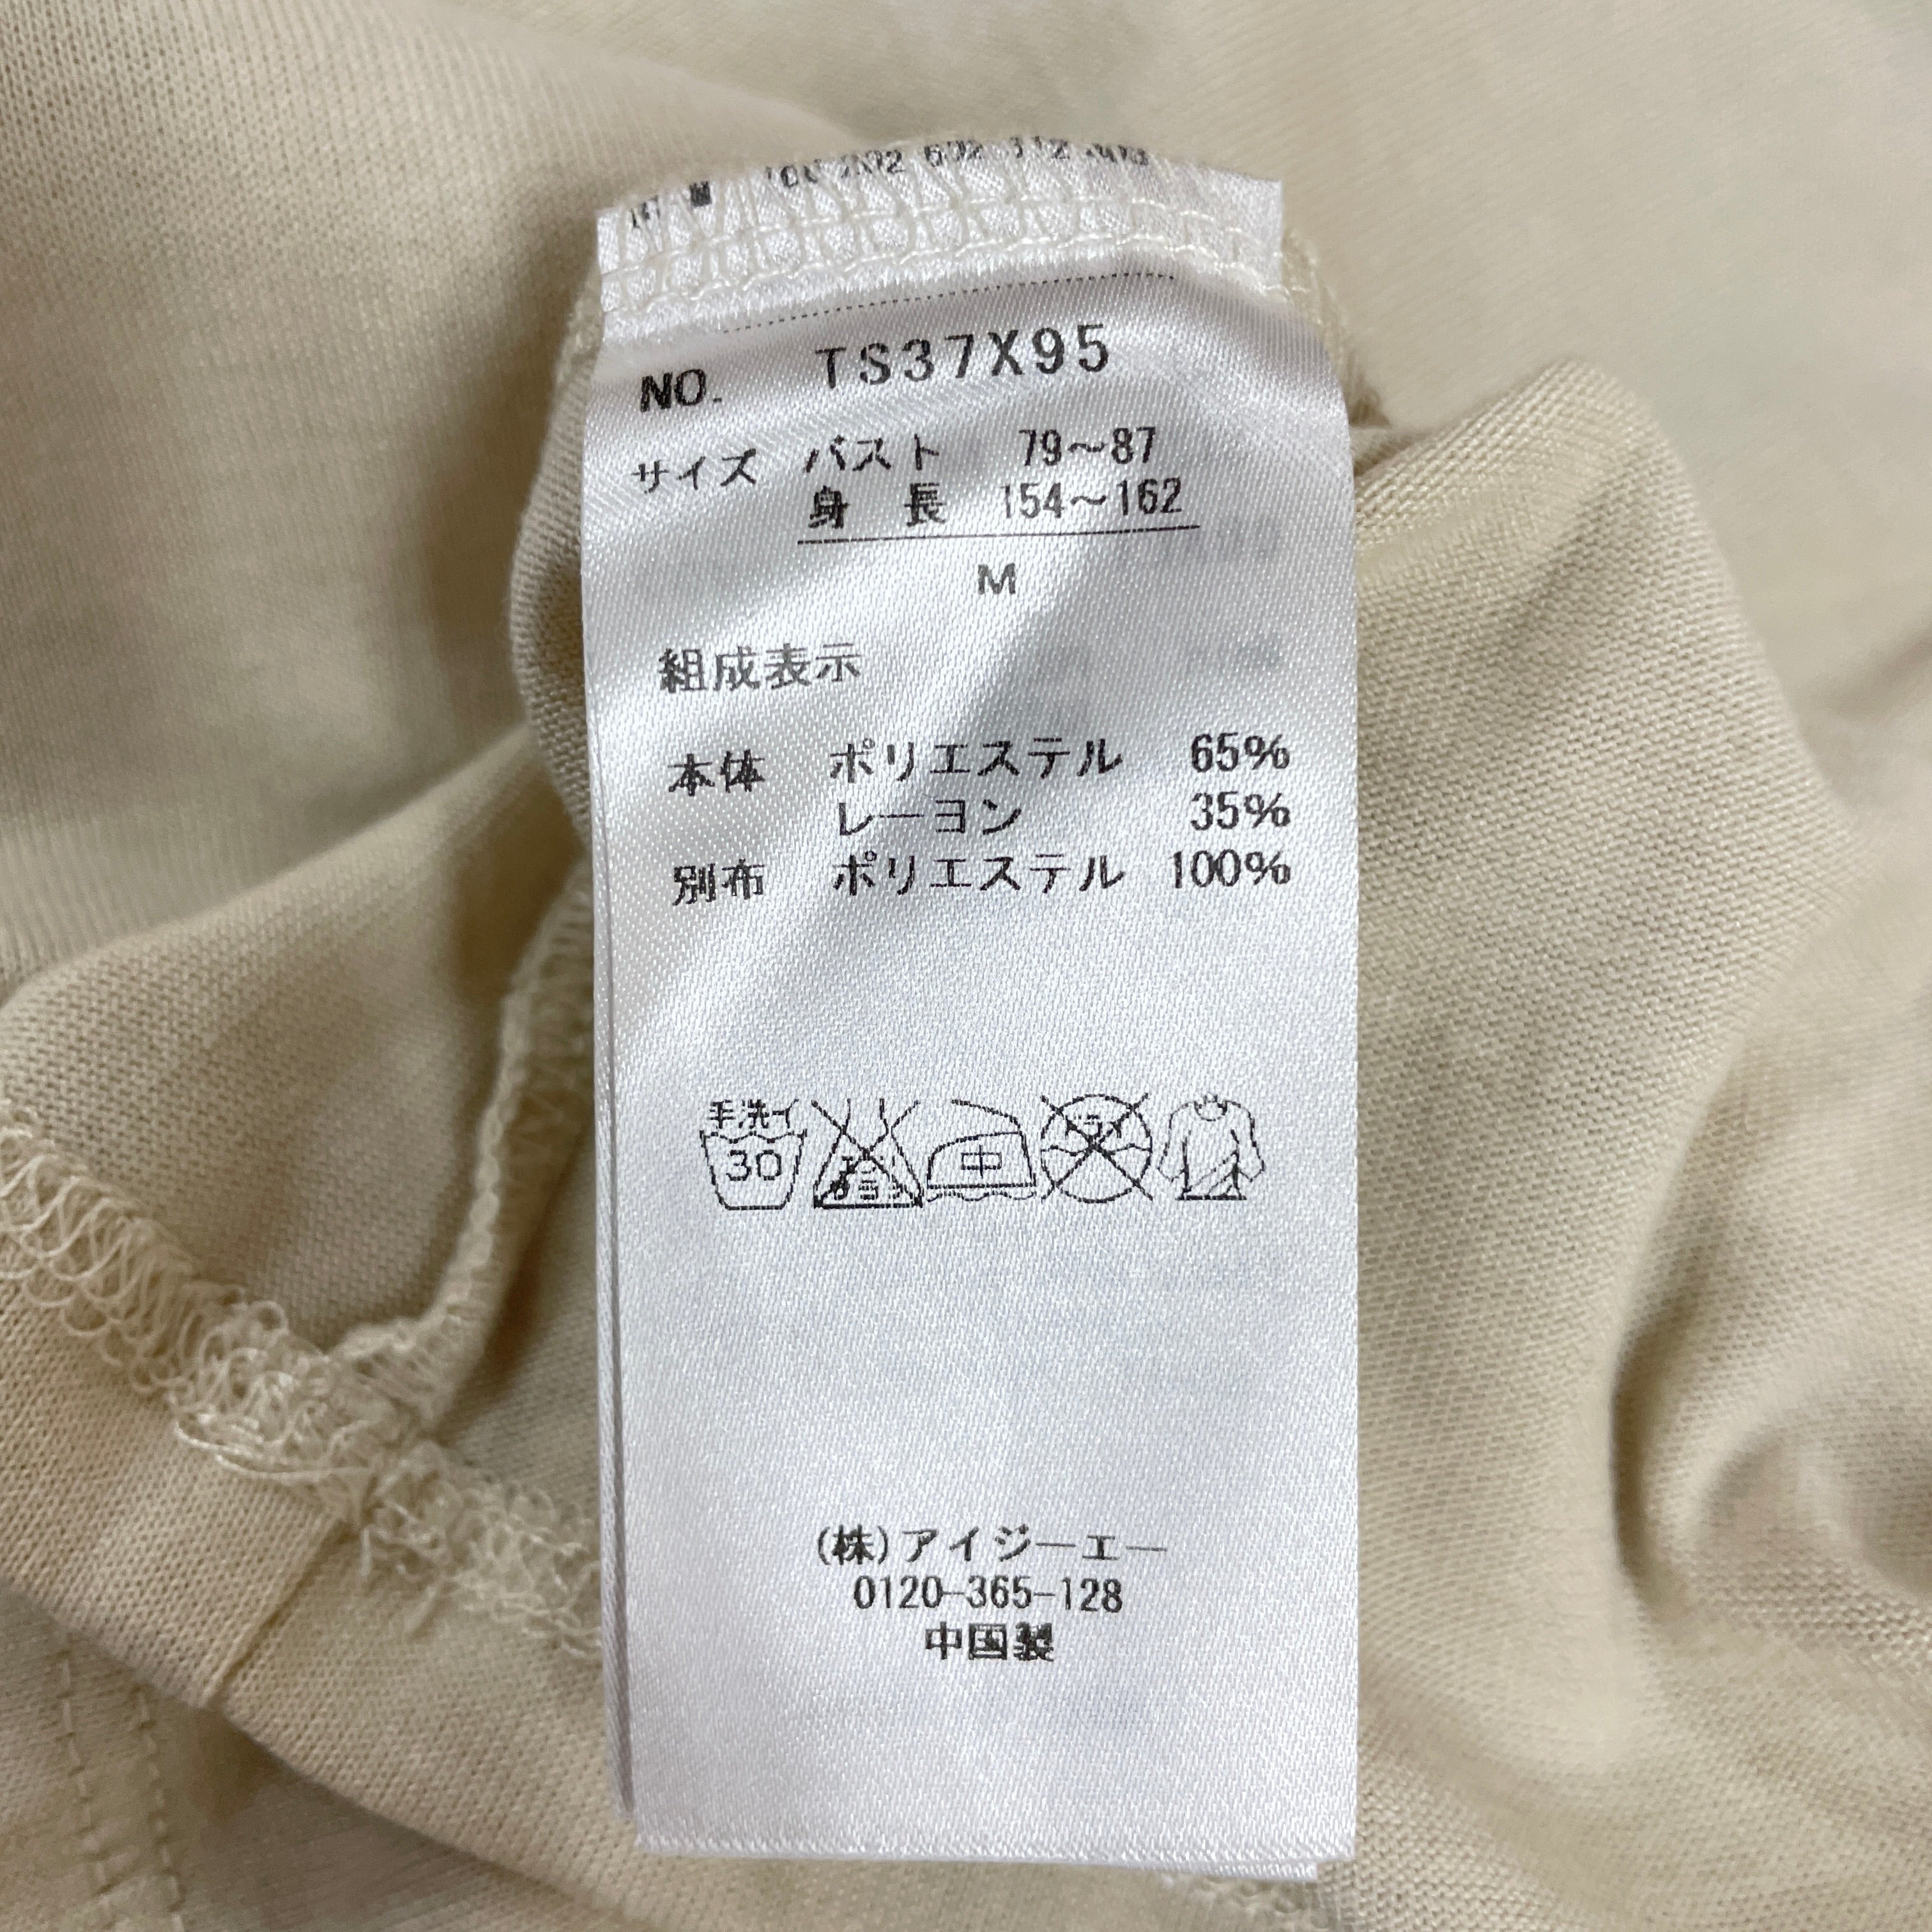 NO. TS37X95
サイズ バスト 79～87
身長 154～162
M
組成表示
本体 ポリエステル 65%
レーヨン 35%
別布 ポリエステル 100%
手洗イ
30 中 ドライ
(株)アイジーエー
0120-365-128
中国製